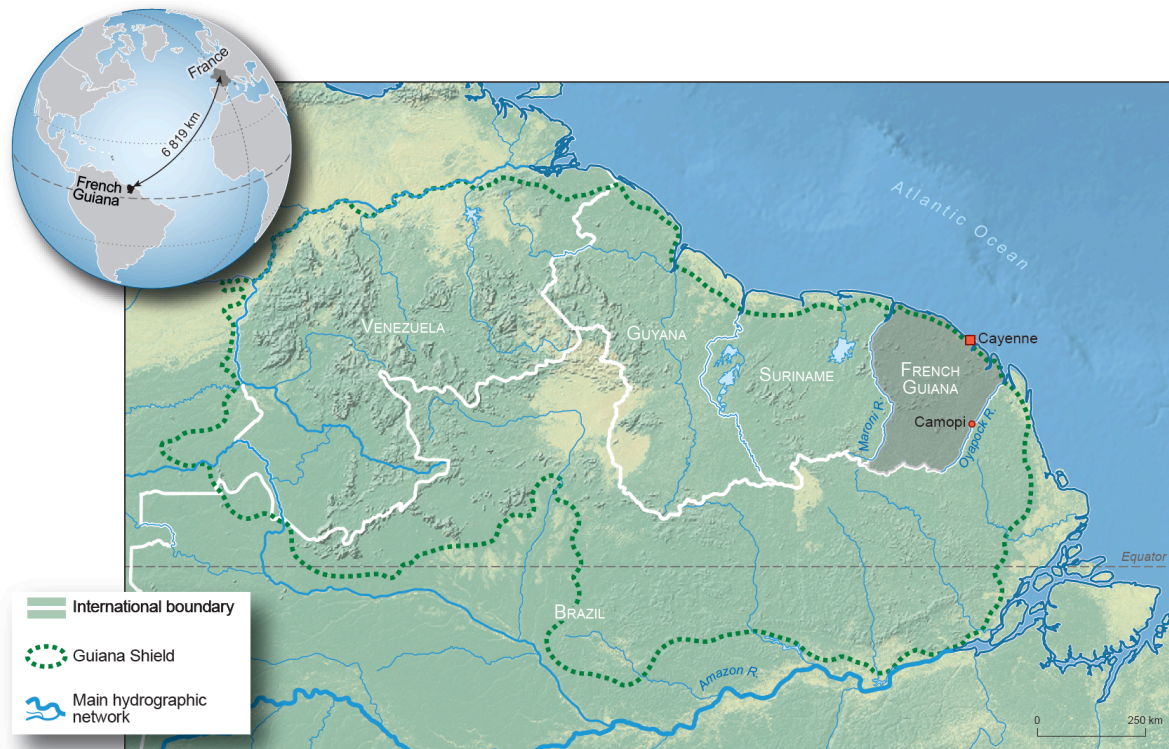 France
6 819 km
French
Guiana
Atlantic Ocean
VENEZUELA
GUYANA
SURINAME
FRENCH
GUIANA
Cayenne
Camopi
Maroni R.
Oyapock R.
Equator
BRAZIL
Amazon R.
International boundary
Guiana Shield
Main hydrographic
network
0 250 km